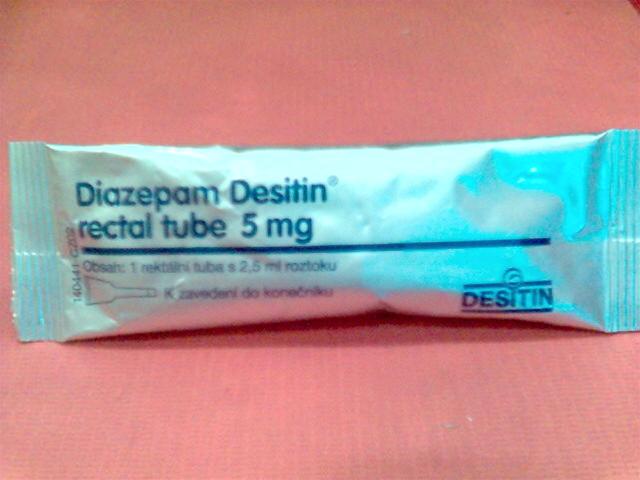 Diazepam Desitin®
rectal tube 5 mg
Obsah: 1 rektální tuba s 2,5 ml roztoku
K zavedení do konečníku
DESITIN